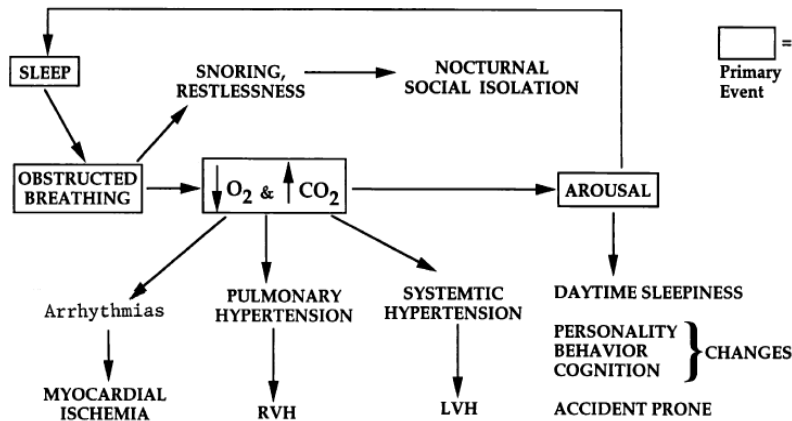 SLEEP
SNORING,
RESTLESSNESS
NOCTURNAL
SOCIAL ISOLATION
=
Primary
Event
OBSTRUCTED
BREATHING
↓ O₂ & ↑ CO₂
AROUSAL
Arrhythmias
PULMONARY
HYPERTENSION
SYSTEMTIC
HYPERTENSION
DAYTIME SLEEPINESS
PERSONALITY
BEHAVIOR
COGNITION
} CHANGES
MYOCARDIAL
ISCHEMIA
RVH
LVH
ACCIDENT PRONE